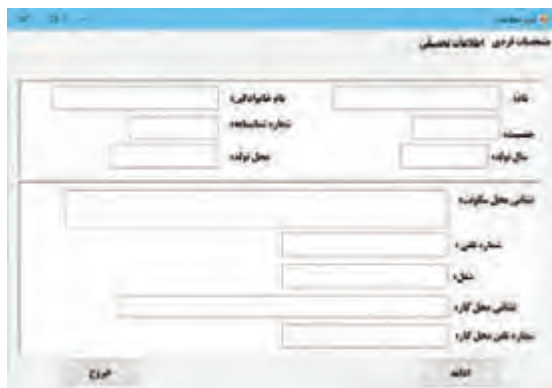 مشخصات فردی اطلاعات تحصیلی
نام: نام خانوادگی:
جنسیت: شماره شناسنامه:
سال تولد: محل تولد:
نشانی محل سکونت:
شماره تلفن:
شغل:
نشانی محل کار:
شماره تلفن محل کار:
ادامه خروج